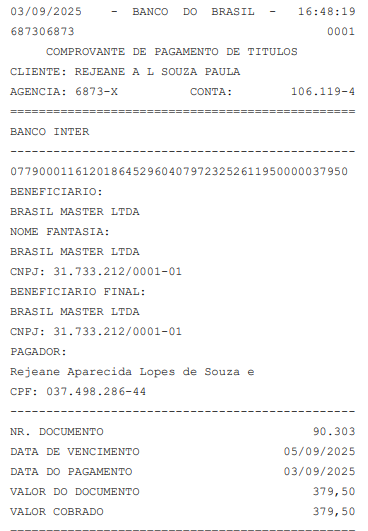 03/09/2025 - BANCO DO BRASIL - 16:48:19
687306873 0001
COMPROVANTE DE PAGAMENTO DE TITULOS
CLIENTE: REJEANE A L SOUZA PAULA
AGENCIA: 6873-X CONTA: 106.119-4
================================================
BANCO INTER
------------------------------------------------
07790001161201864529604079723252611950000037950
BENEFICIARIO:
BRASIL MASTER LTDA
NOME FANTASIA:
BRASIL MASTER LTDA
CNPJ: 31.733.212/0001-01
BENEFICIARIO FINAL:
BRASIL MASTER LTDA
CNPJ: 31.733.212/0001-01
PAGADOR:
Rejeane Aparecida Lopes de Souza e
CPF: 037.498.286-44
------------------------------------------------
NR. DOCUMENTO 90.303
DATA DE VENCIMENTO 05/09/2025
DATA DO PAGAMENTO 03/09/2025
VALOR DO DOCUMENTO 379,50
VALOR COBRADO 379,50
================================================